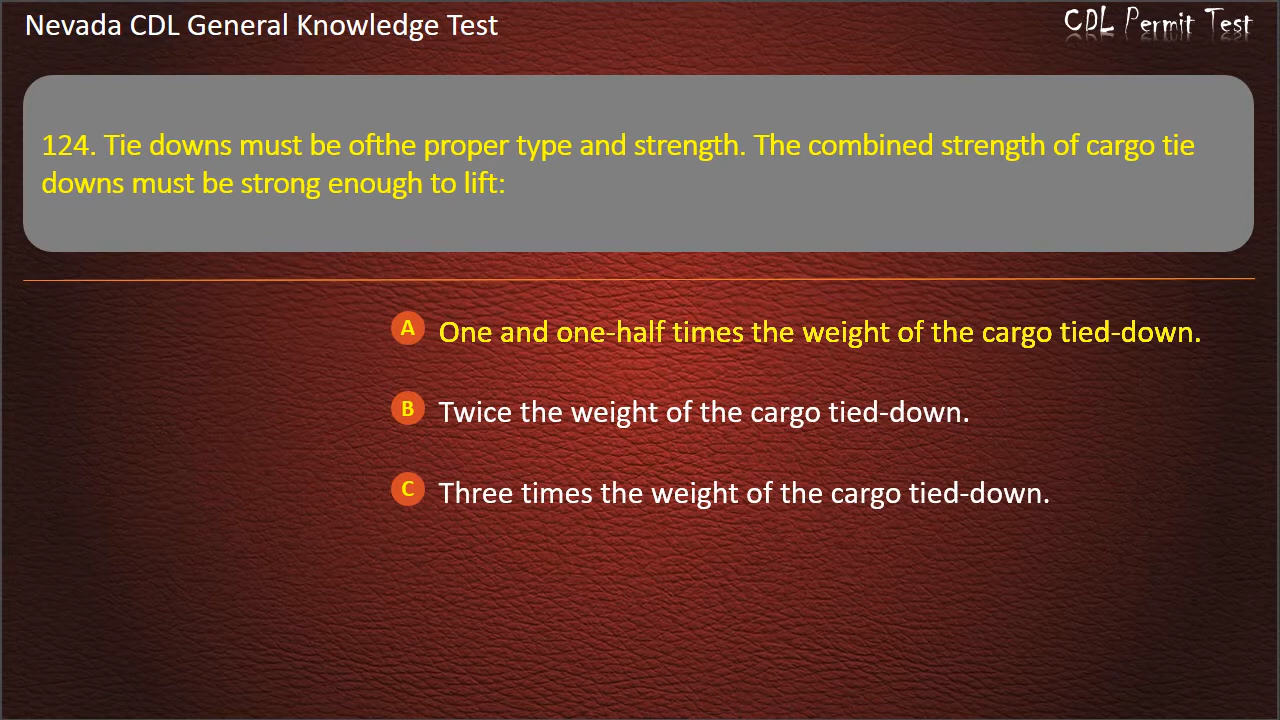 Nevada CDL General Knowledge Test
CDL Permit Test
124. Tie downs must be ofthe proper type and strength. The combined strength of cargo tie
downs must be strong enough to lift:
A One and one-half times the weight of the cargo tied-down.
B Twice the weight of the cargo tied-down.
C Three times the weight of the cargo tied-down.